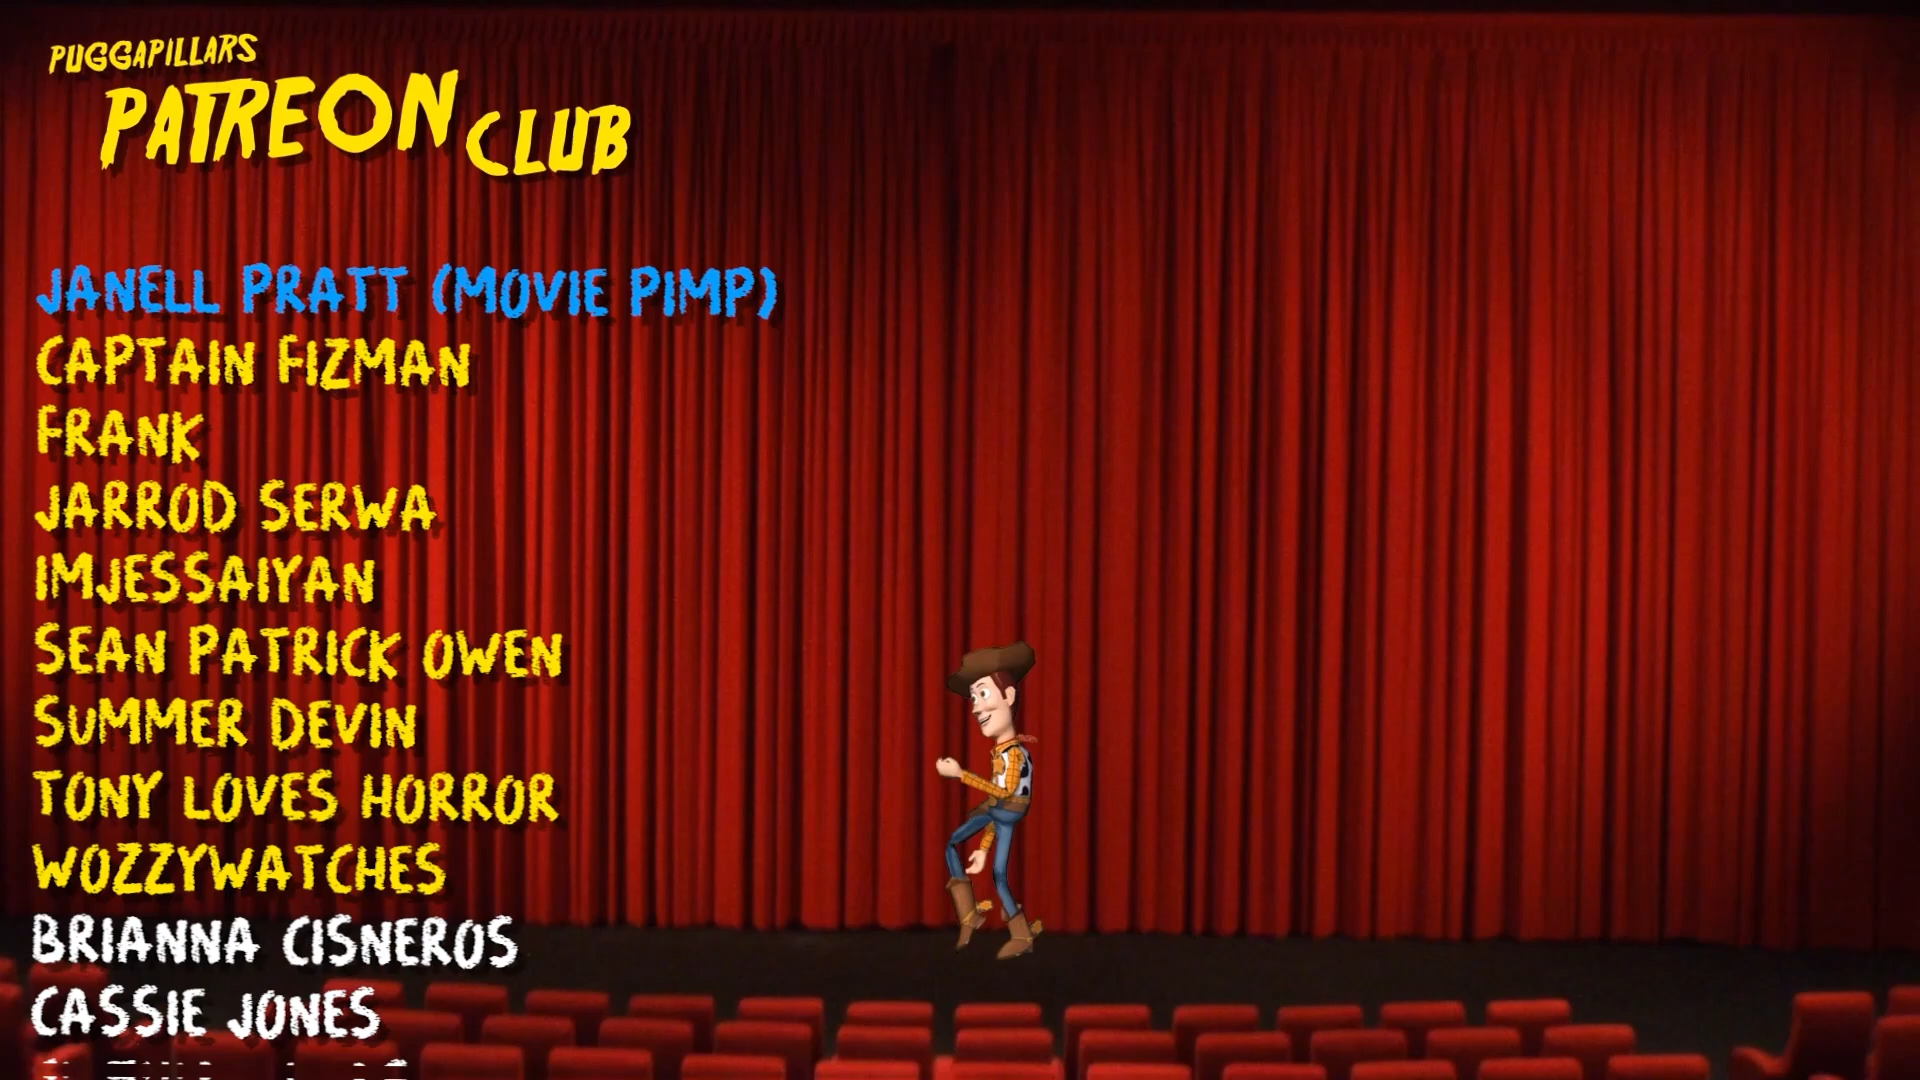 PUGGAPILLARS
PATREON CLUB
JANELL PRATT (MOVIE PIMP)
CAPTAIN FIZMAN
FRANK
JARROD SERWA
IMJESSAIYAN
SEAN PATRICK OWEN
SUMMER DEVIN
TONY LOVES HORROR
WOZZYWATCHES
BRIANNA CISNEROS
CASSIE JONES